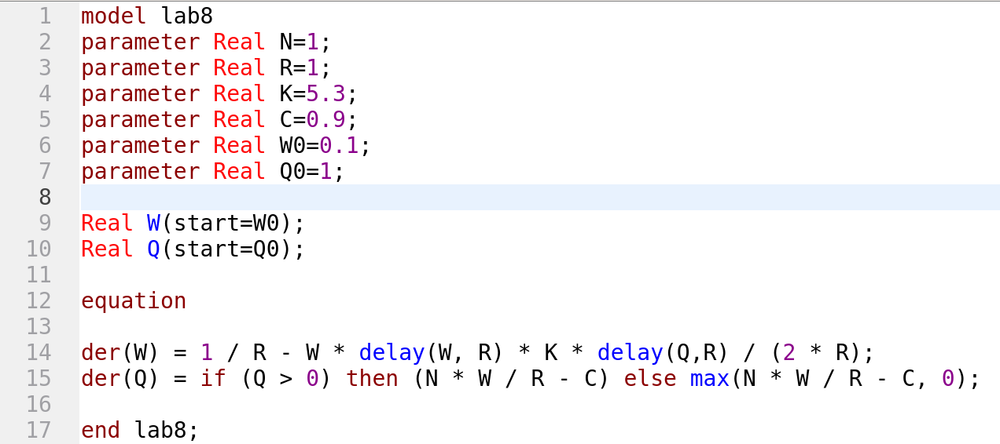 1 model lab8
2 parameter Real N=1;
3 parameter Real R=1;
4 parameter Real K=5.3;
5 parameter Real C=0.9;
6 parameter Real W0=0.1;
7 parameter Real Q0=1;
8
9 Real W(start=W0);
10 Real Q(start=Q0);
11
12 equation
13
14 der(W) = 1 / R - W * delay(W, R) * K * delay(Q,R) / (2 * R);
15 der(Q) = if (Q > 0) then (N * W / R - C) else max(N * W / R - C, 0);
16
17 end lab8;